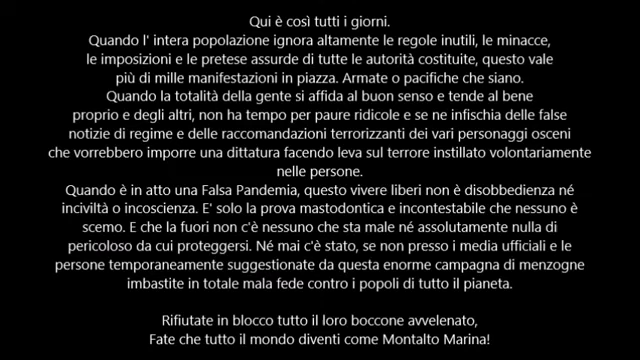 Qui è così tutti i giorni.
Quando l' intera popolazione ignora altamente le regole inutili, le minacce,
le imposizioni e le pretese assurde di tutte le autorità costituite, questo vale
più di mille manifestazioni in piazza. Armate o pacifiche che siano.
Quando la totalità della gente si affida al buon senso e tende al bene
proprio e degli altri, non ha tempo per paure ridicole e se ne infischia delle false
notizie di regime e delle raccomandazioni terrorizzanti dei vari personaggi osceni
che vorrebbero imporre una dittatura facendo leva sul terrore instillato volontariamente
nelle persone.
Quando è in atto una Falsa Pandemia, questo vivere liberi non è disobbedienza né
inciviltà o incoscienza. E' solo la prova mastodontica e incontestabile che nessuno è
scemo. E che la fuori non c'è nessuno che sta male né assolutamente nulla di
pericoloso da cui proteggersi. Né mai c'è stato, se non presso i media ufficiali e le
persone temporaneamente suggestionate da questa enorme campagna di menzogne
imbastite in totale mala fede contro i popoli di tutto il pianeta.
Rifiutate in blocco tutto il loro boccone avvelenato,
Fate che tutto il mondo diventi come Montalto Marina!